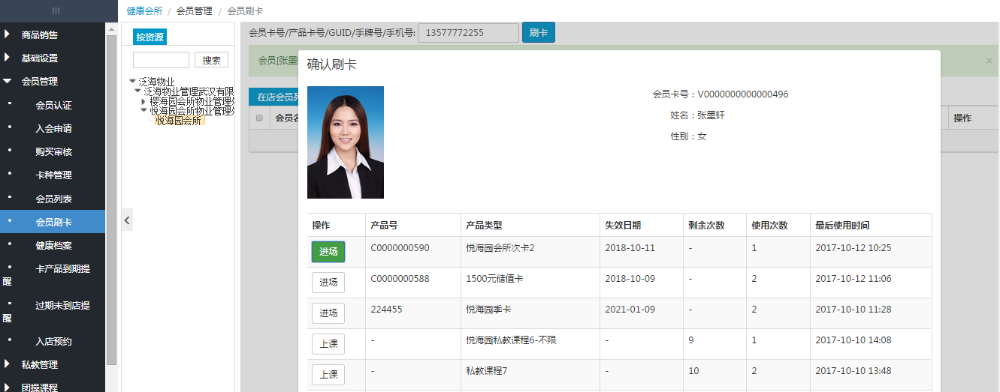 健康会所 / 会员管理 / 会员刷卡
商品销售
基础设置
会员管理
会员认证
入会申请
购买审核
卡种管理
会员列表
会员刷卡
健康档案
卡产品到期提
醒
过期未到店提
醒
入店预约
私教管理
团操课程
按资源
搜索
泛海物业
泛海物业管理武汉有限
樱海园会所物业管理处
悦海园会所物业管理处
悦海园会所
会员卡号/产品卡号/GUID/手牌号/手机号: 13577772255 刷卡
会员[张墨 ×
在店会员列
会员名 操作
确认刷卡
会员卡号：V0000000000000496
姓名：张墨轩
性别：女
操作 产品号 产品类型 失效日期 剩余次数 使用次数 最后使用时间
进场 C0000000590 悦海园会所次卡2 2018-10-11 - 1 2017-10-12 10:25
进场 C0000000588 1500元储值卡 2018-10-09 - 2 2017-10-12 11:06
进场 224455 悦海园季卡 2021-01-09 - 2 2017-10-10 11:28
上课 - 悦海园私教课程6-不限 - 9 1 2017-10-10 14:08
上课 - 私教课程7 - 10 2 2017-10-10 13:48